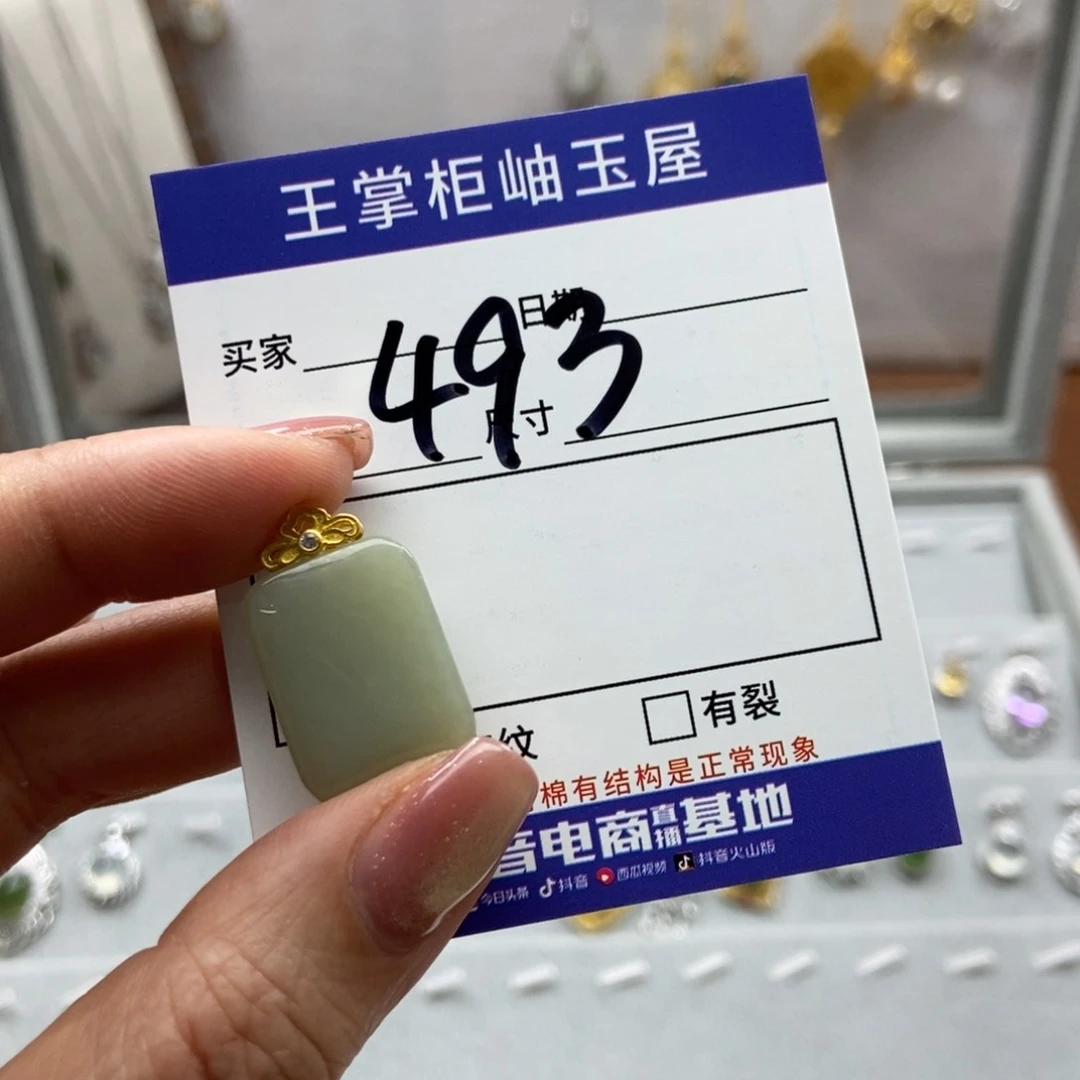 王掌柜岫玉屋
买家 日期
493
尺寸
纹 有裂
棉有结构是正常现象
音电商直播基地
今日头条 抖音 西瓜视频 抖音火山版